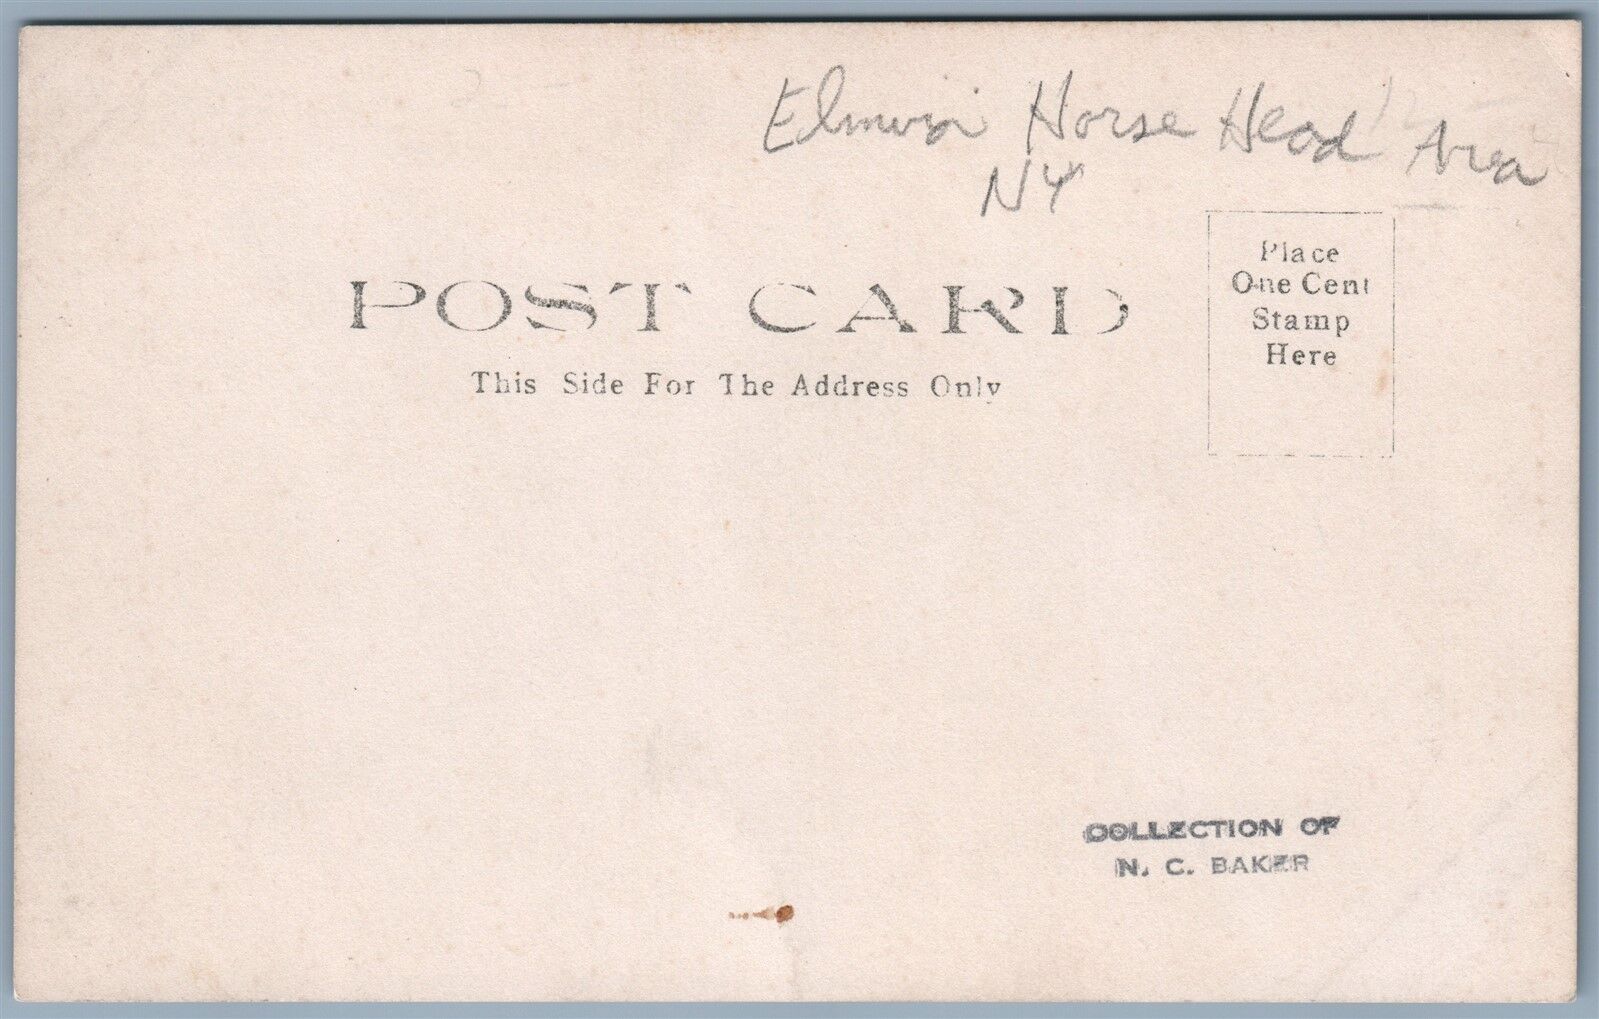 Elmira Horse Head Area
NY
POST CARD
This Side For The Address Only
Place
One Cent
Stamp
Here
COLLECTION OF
N. C. BAKER